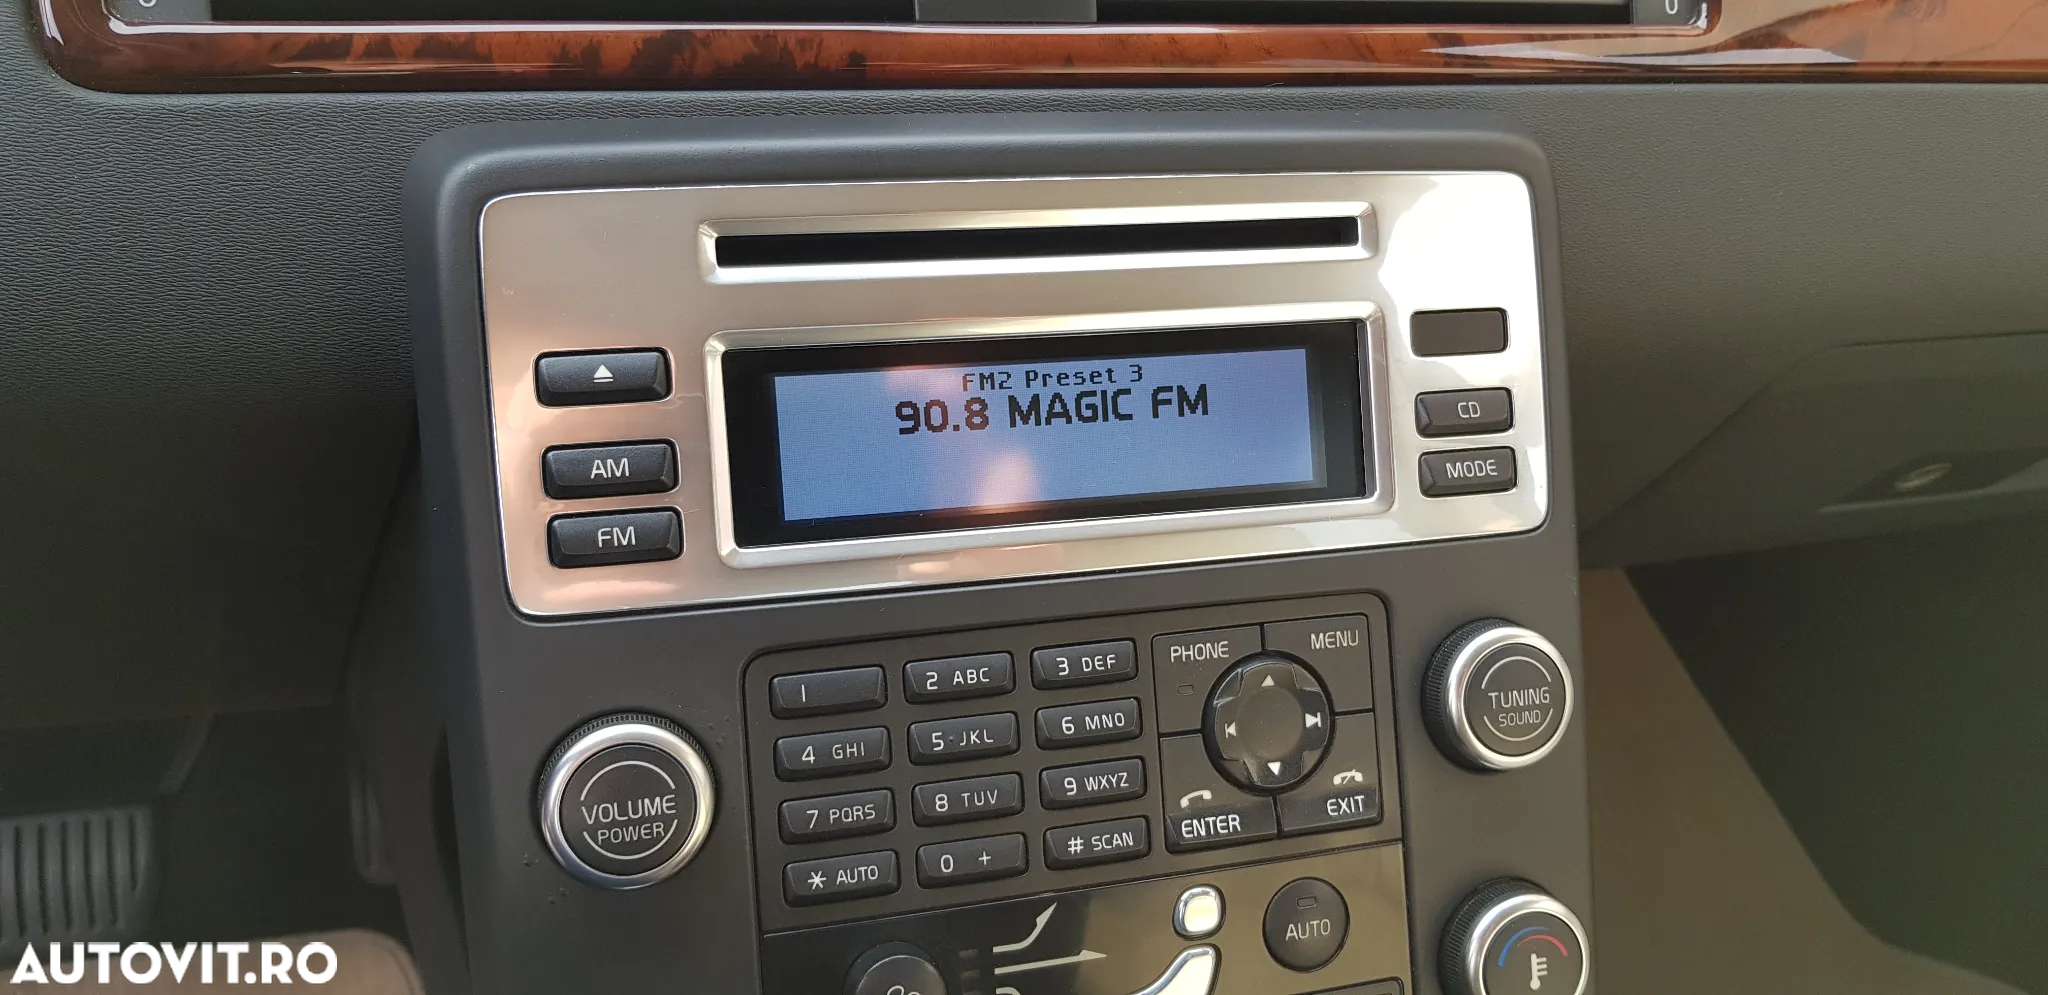 0
0
FM2 Preset 3
90.8 MAGIC FM
AM
FM
CD
MODE
1
2 ABC
3 DEF
4 GHI
5 JKL
6 MNO
7 PQRS
8 TUV
9 WXYZ
* AUTO
0 +
# SCAN
PHONE
MENU
ENTER
EXIT
VOLUME
POWER
TUNING
SOUND
AUTO
AUTOVIT.RO